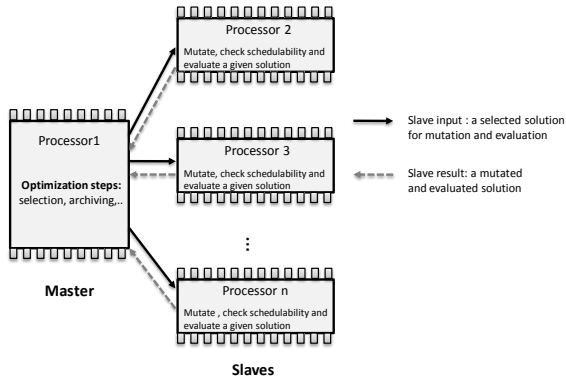 Processor 2
Mutate, check schedulability and
evaluate a given solution
Processor1
Optimization steps:
selection, archiving,..
Master
Processor 3
Mutate, check schedulability and
evaluate a given solution
...
Processor n
Mutate , check schedulability and
evaluate a given solution
Slaves
Slave input : a selected solution
for mutation and evaluation
Slave result: a mutated
and evaluated solution